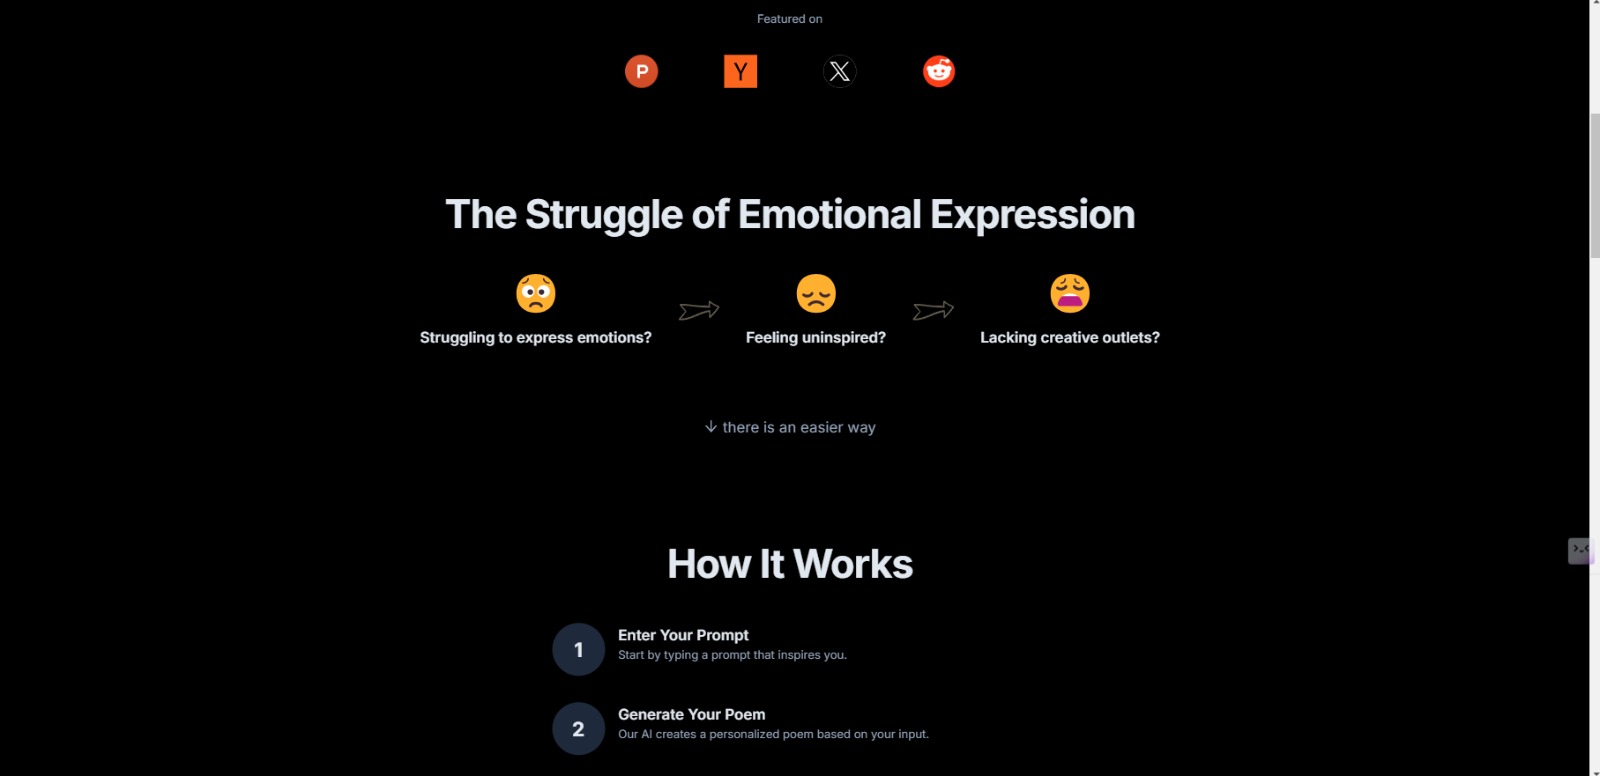 Featured on
P
Y
X
The Struggle of Emotional Expression
Struggling to express emotions?
Feeling uninspired?
Lacking creative outlets?
↓ there is an easier way
How It Works
1
Enter Your Prompt
Start by typing a prompt that inspires you.
2
Generate Your Poem
Our AI creates a personalized poem based on your input.